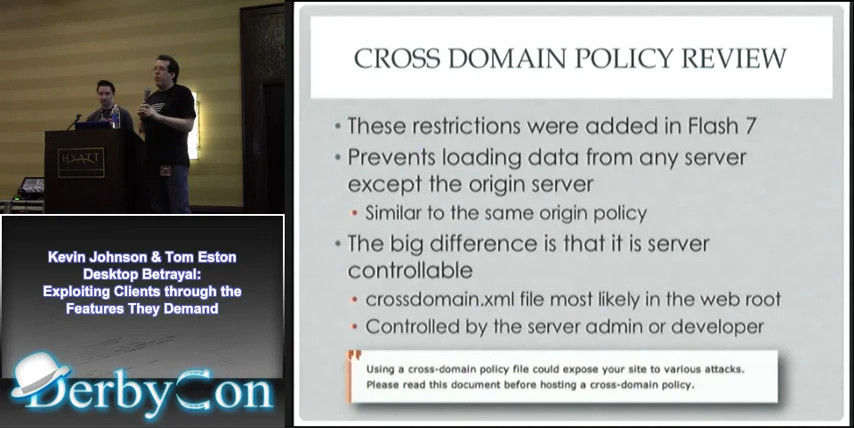 HYATT
Kevin Johnson & Tom Eston
Desktop Betrayal:
Exploiting Clients through the
Features They Demand
DerbyCon
CROSS DOMAIN POLICY REVIEW
• These restrictions were added in Flash 7
• Prevents loading data from any server
except the origin server
• Similar to the same origin policy
• The big difference is that it is server
controllable
• crossdomain.xml file most likely in the web root
• Controlled by the server admin or developer
Using a cross-domain policy file could expose your site to various attacks.
Please read this document before hosting a cross-domain policy.